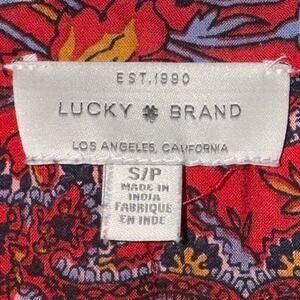 EST.1990
LUCKY BRAND
LOS ANGELES, CALIFORNIA
S/P
MADE IN
INDIA
FABRIQUE
EN INDE